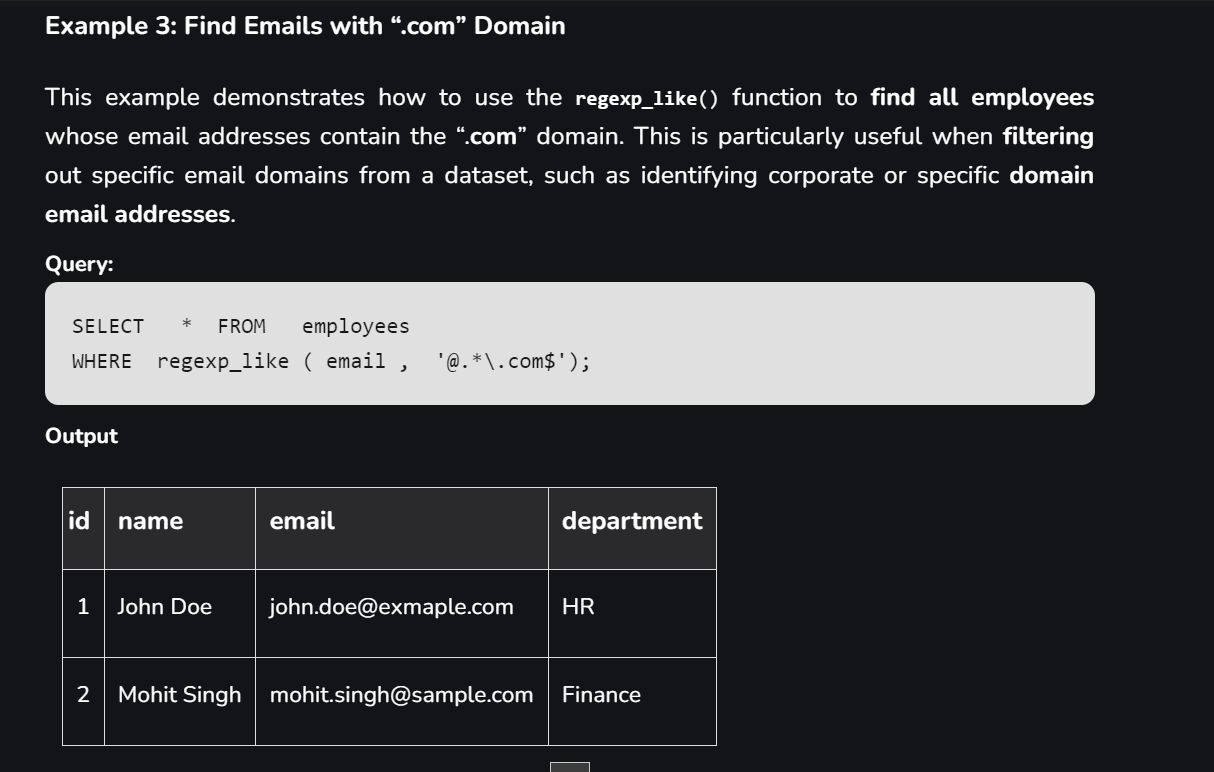 Example 3: Find Emails with “.com” Domain
This example demonstrates how to use the regexp_like() function to find all employees
whose email addresses contain the “.com” domain. This is particularly useful when filtering
out specific email domains from a dataset, such as identifying corporate or specific domain
email addresses.
Query:
SELECT * FROM employees
WHERE regexp_like ( email , '@.*\.com$');
Output
id name email department
1 John Doe john.doe@exmaple.com HR
2 Mohit Singh mohit.singh@sample.com Finance